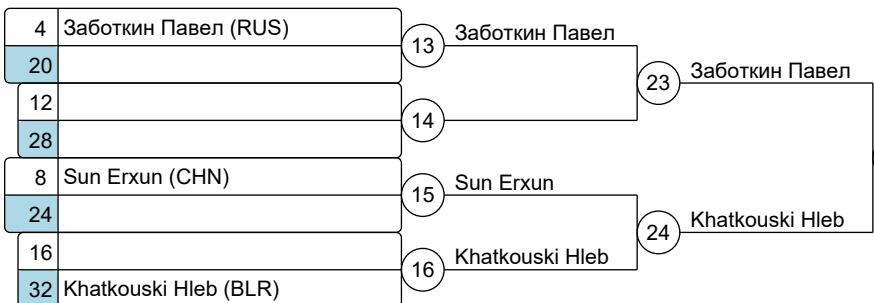 4 Заботкин Павел (RUS)
20
12
28
8 Sun Erxun (CHN)
24
16
32 Khatkouski Hleb (BLR)
13 Заботкин Павел
14
15 Sun Erxun
16 Khatkouski Hleb
23 Заботкин Павел
24 Khatkouski Hleb